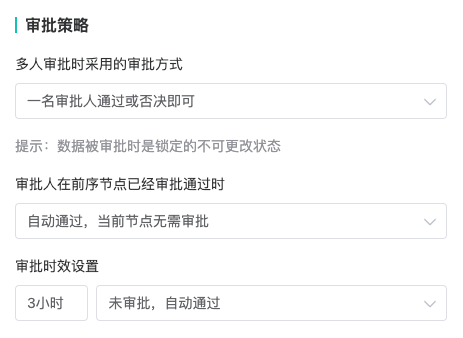 审批策略
多人审批时采用的审批方式
一名审批人通过或否决即可
提示：数据被审批时是锁定的不可更改状态
审批人在前序节点已经审批通过时
自动通过，当前节点无需审批
审批时效设置
3小时 未审批，自动通过